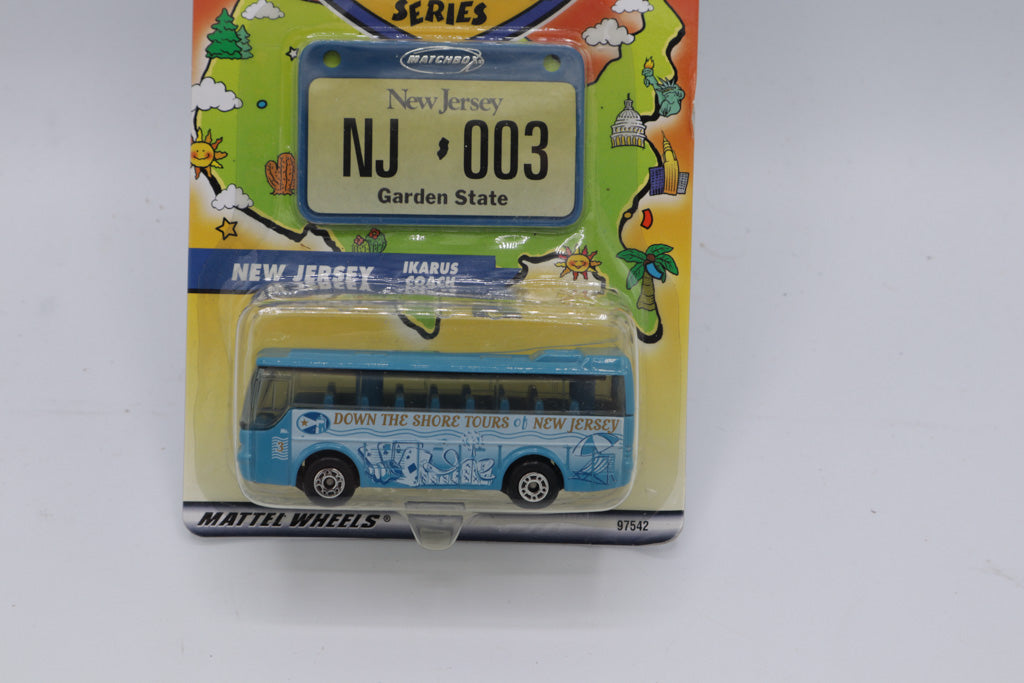 SERIES
MATCHBOX
New Jersey
NJ 003
Garden State
NEW JERSEY
IKARUS
COACH
DOWN THE SHORE TOURS of NEW JERSEY
MATTEL WHEELS®
97542